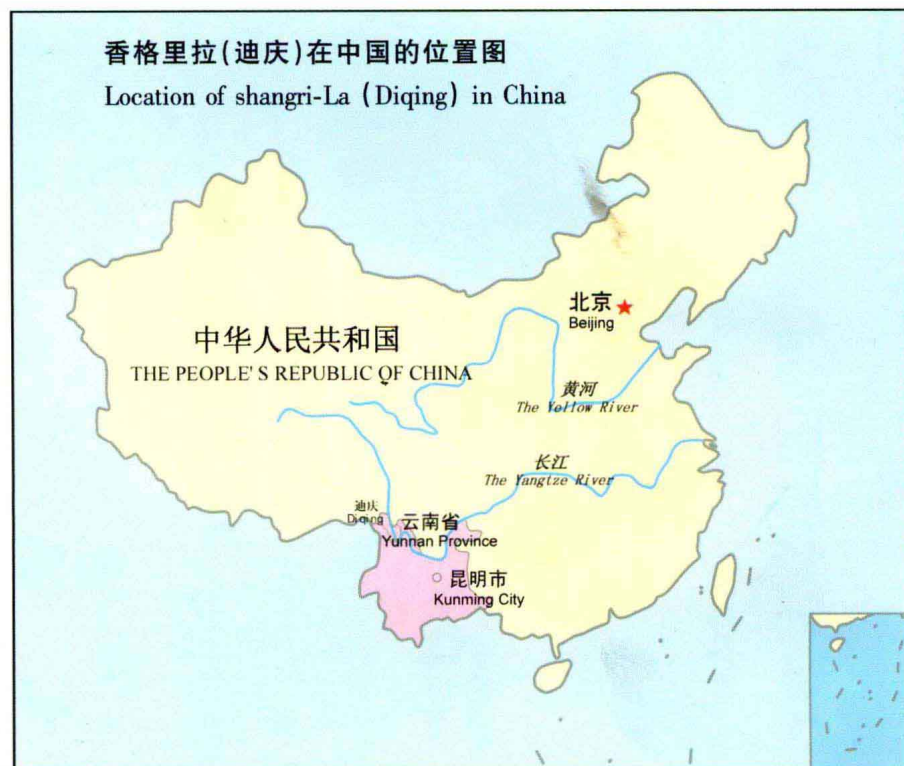 香格里拉(迪庆)在中国的位置图
Location of shangri-La (Diqing) in China
北京
Beijing
中华人民共和国
THE PEOPLE'S REPUBLIC OF CHINA
黄河
The Yellow River
长江
The Yangtze River
迪庆
Diqing
云南省
Yunnan Province
昆明市
Kunming City